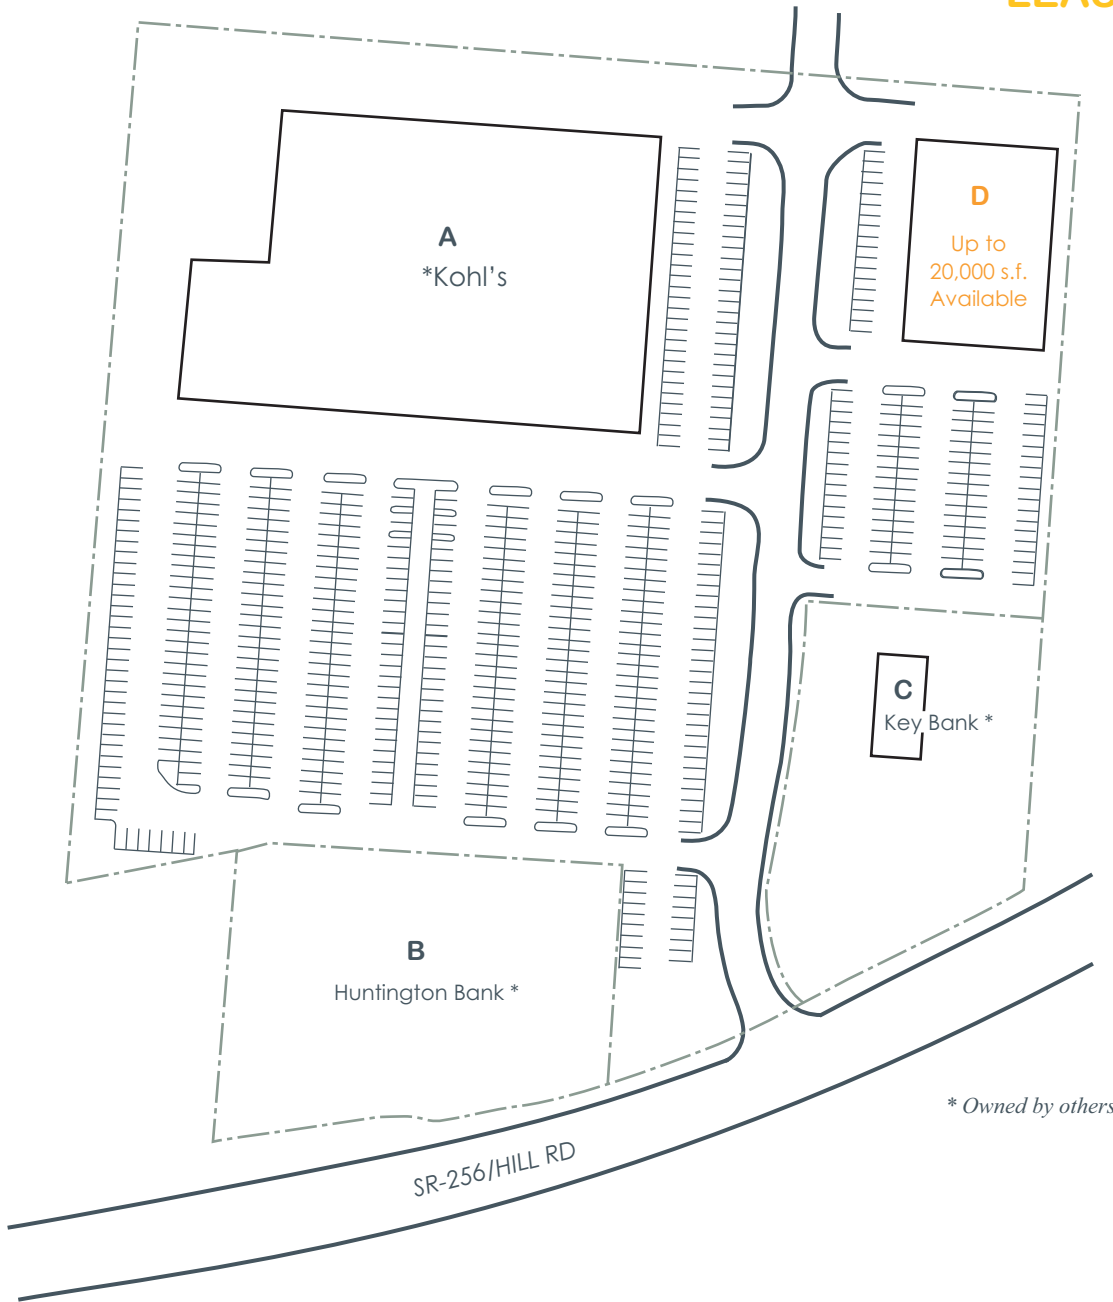 A
*Kohl's
D
Up to
20,000 s.f.
Available
C
Key Bank *
B
Huntington Bank *
* Owned by others
SR-256/HILL RD